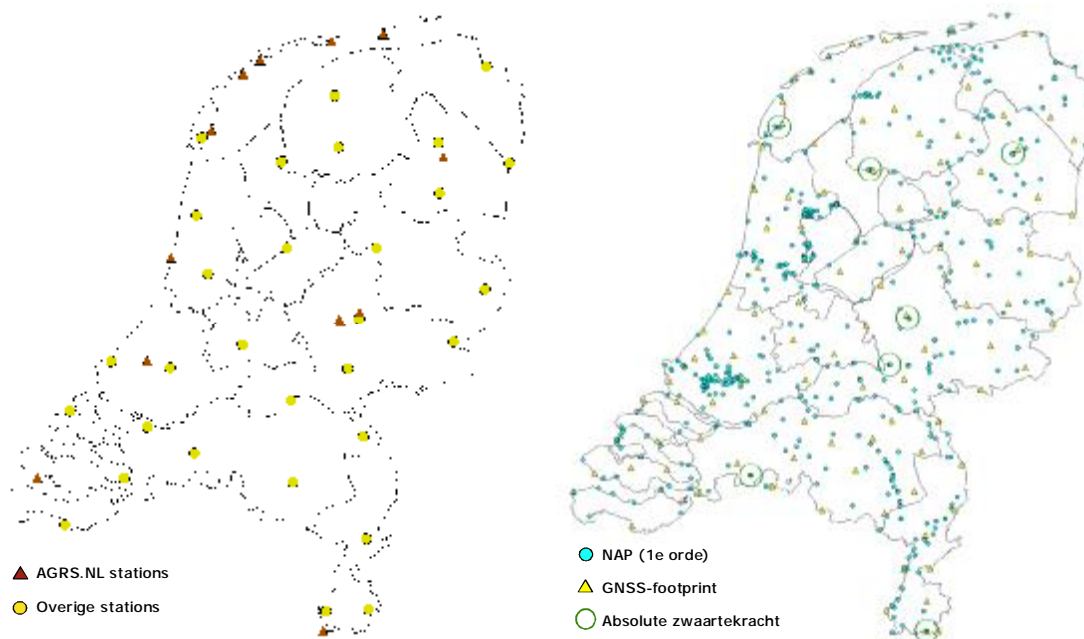 AGRS.NL stations
Overige stations
NAP (1e orde)
GNSS-footprint
Absolute zwaartekracht